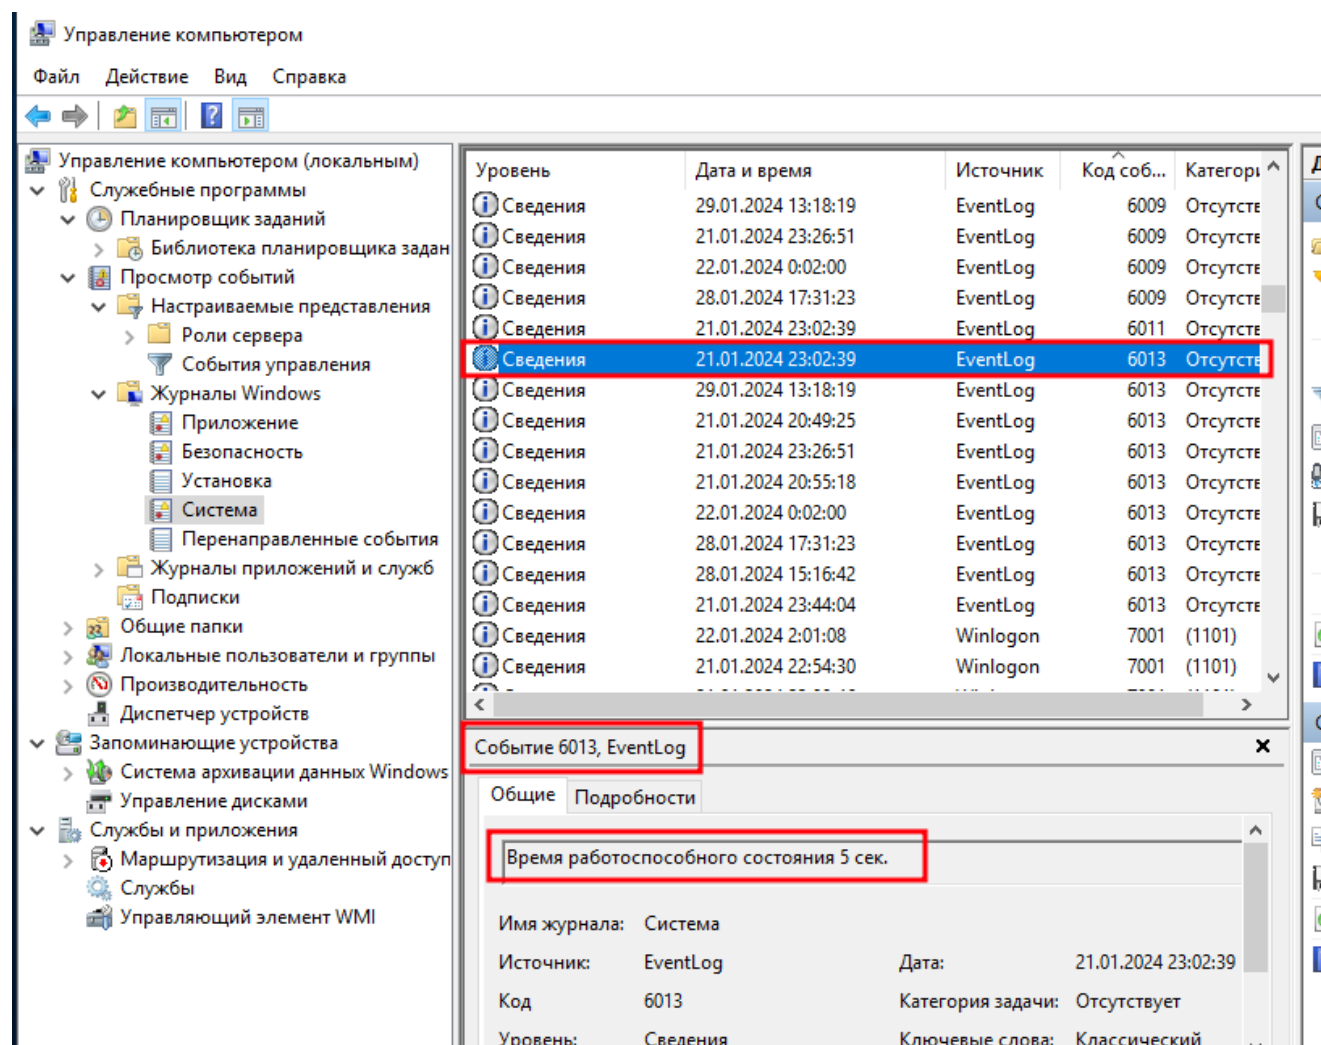 Управление компьютером
Файл Действие Вид Справка
Управление компьютером (локальным)
Служебные программы
Планировщик заданий
Библиотека планировщика задан
Просмотр событий
Настраиваемые представления
Роли сервера
События управления
Журналы Windows
Приложение
Безопасность
Установка
Система
Перенаправленные события
Журналы приложений и служб
Подписки
Общие папки
Локальные пользователи и группы
Производительность
Диспетчер устройств
Запоминающие устройства
Система архивации данных Windows
Управление дисками
Службы и приложения
Маршрутизация и удаленный доступ
Службы
Управляющий элемент WMI
Уровень Дата и время Источник Код соб... Категори
Сведения 29.01.2024 13:18:19 EventLog 6009 Отсутств
Сведения 21.01.2024 23:26:51 EventLog 6009 Отсутств
Сведения 22.01.2024 0:02:00 EventLog 6009 Отсутств
Сведения 28.01.2024 17:31:23 EventLog 6009 Отсутств
Сведения 21.01.2024 23:02:39 EventLog 6011 Отсутств
Сведения 21.01.2024 23:02:39 EventLog 6013 Отсутств
Сведения 29.01.2024 13:18:19 EventLog 6013 Отсутств
Сведения 21.01.2024 20:49:25 EventLog 6013 Отсутств
Сведения 21.01.2024 23:26:51 EventLog 6013 Отсутств
Сведения 21.01.2024 20:55:18 EventLog 6013 Отсутств
Сведения 22.01.2024 0:02:00 EventLog 6013 Отсутств
Сведения 28.01.2024 17:31:23 EventLog 6013 Отсутств
Сведения 28.01.2024 15:16:42 EventLog 6013 Отсутств
Сведения 21.01.2024 23:44:04 EventLog 6013 Отсутств
Сведения 22.01.2024 2:01:08 Winlogon 7001 (1101)
Сведения 21.01.2024 22:54:30 Winlogon 7001 (1101)
Событие 6013, EventLog
Общие Подробности
Время работоспособного состояния 5 сек.
Имя журнала: Система
Источник: EventLog Дата: 21.01.2024 23:02:39
Код 6013 Категория задачи: Отсутствует
Уровень: Сведения Ключевые слова: Классический